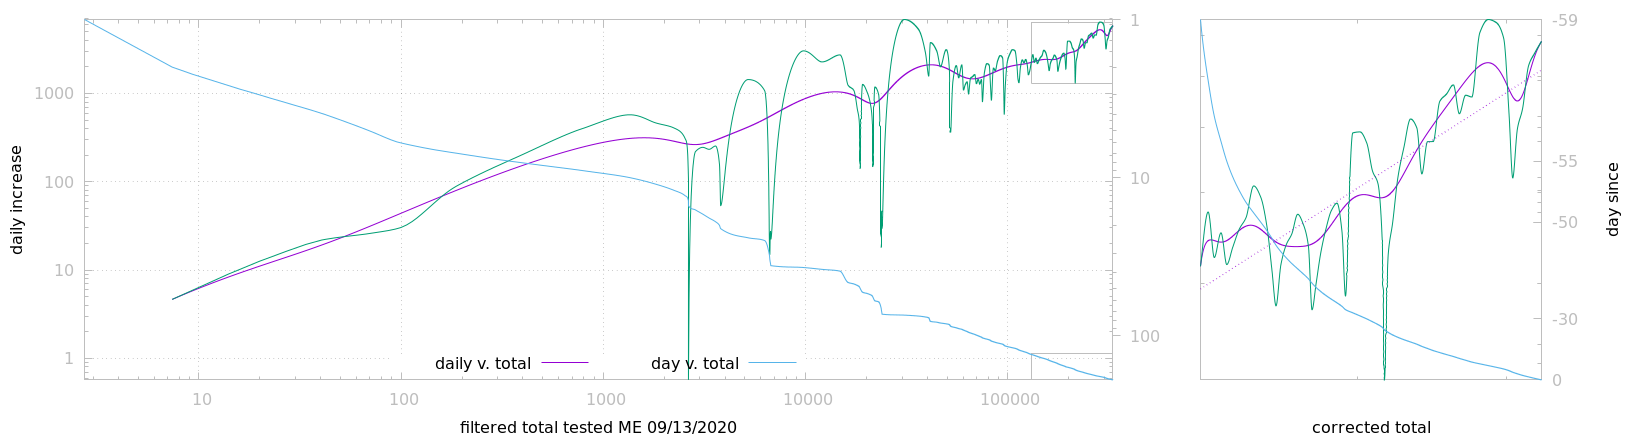 daily increase
1000
100
10
1
daily v. total
day v. total
10
100
1000
10000
100000
filtered total tested ME 09/13/2020
1
10
100
-59
-55
-50
-30
0
day since
corrected total